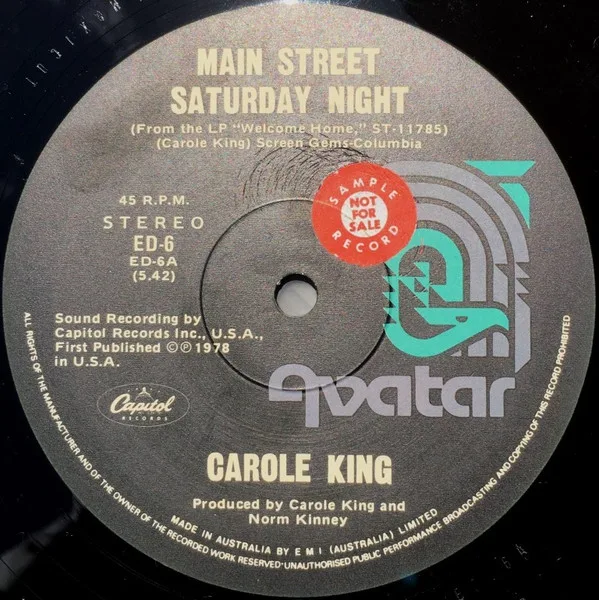 MAIN STREET
SATURDAY NIGHT
(From the LP "Welcome Home," ST-11785)
(Carole King) Screen Gems-Columbia
45 R.P.M.
STEREO
ED-6
ED-6A
(5.42)
SAMPLE
NOT
FOR
SALE
RECORD
Sound Recording by
Capitol Records Inc., U.S.A.,
First Published ©℗1978
in U.S.A.
Capitol
RECORDS
Avatar
CAROLE KING
Produced by Carole King and
Norm Kinney
MADE IN AUSTRALIA BY E M I (AUSTRALIA) LIMITED
ALL RIGHTS OF THE MANUFACTURER AND OF THE OWNER OF THE RECORDED WORK RESERVED·UNAUTHORISED PUBLIC PERFORMANCE BROADCASTING AND COPYING OF THIS RECORD PROHIBITED